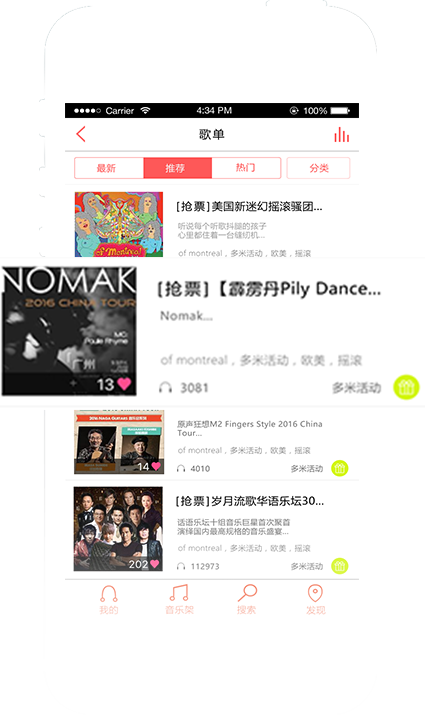 Carrier 4:34 PM 100%
歌单
最新 推荐 热门 分类
[抢票]美国新迷幻摇滚骚团...
听说每个听歌抖腿的孩子
心里都住着一台缝纫机...
of Montreal
of montreal，多米活动，欧美，摇滚
NOMAK
2016 CHINA TOUR
MC:
Paule Rhyme
广州
13
[抢票]【霹雳丹Pily Dance...
Nomak...
of montreal，多米活动，欧美，摇滚
3081 多米活动
14
原声狂想M2 Fingers Style 2016 China
Tour...
of montreal，多米活动，欧美，摇滚
4010 多米活动
202
[抢票]岁月流歌华语乐坛30...
话语乐坛十组音乐巨星首次聚首
演绎国内最高规格的音乐盛宴...
of montreal，多米活动，欧美，摇滚
112973 多米活动
我的 音乐架 搜索 发现